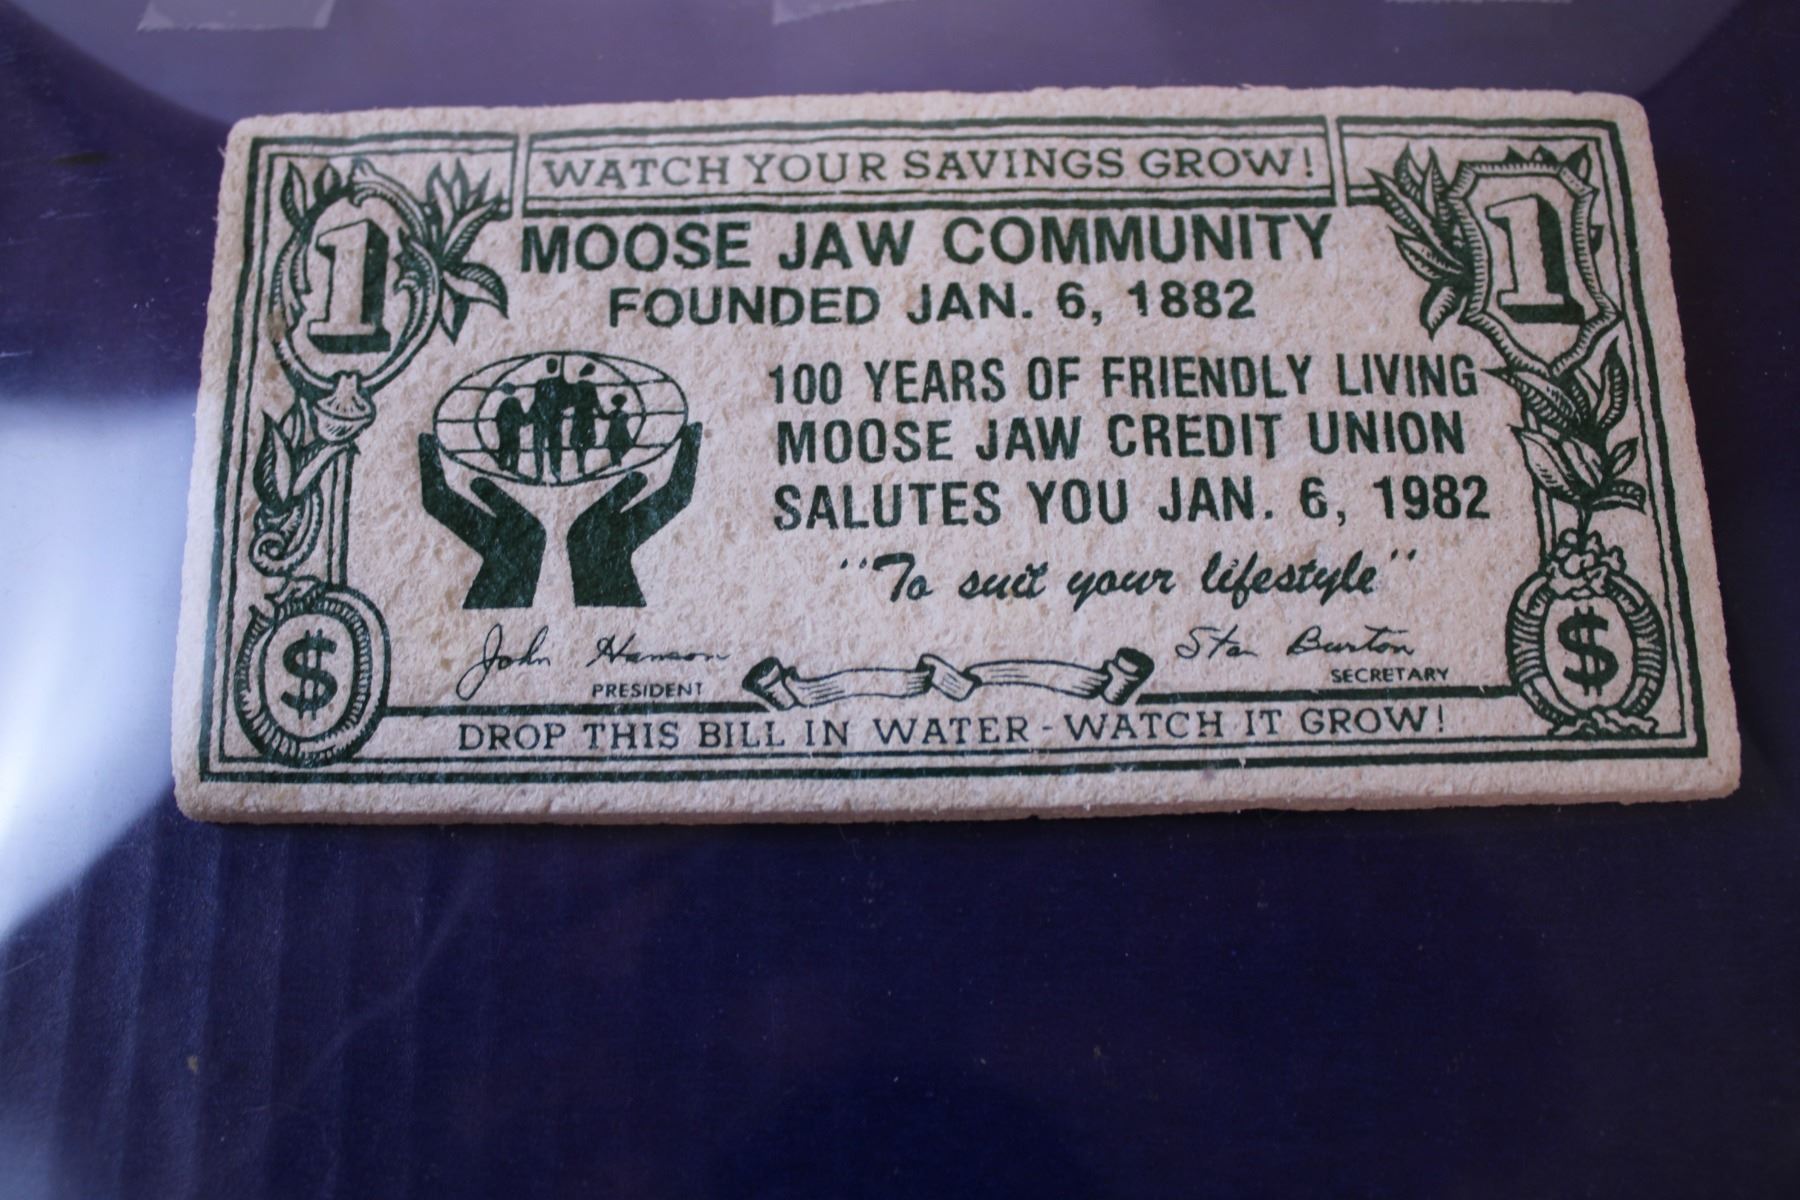 WATCH YOUR SAVINGS GROW!
1 1
MOOSE JAW COMMUNITY
FOUNDED JAN. 6, 1882
100 YEARS OF FRIENDLY LIVING
MOOSE JAW CREDIT UNION
SALUTES YOU JAN. 6, 1982
"To suit your lifestyle"
John Hanson Stan Burton
PRESIDENT SECRETARY
$ $
DROP THIS BILL IN WATER - WATCH IT GROW!